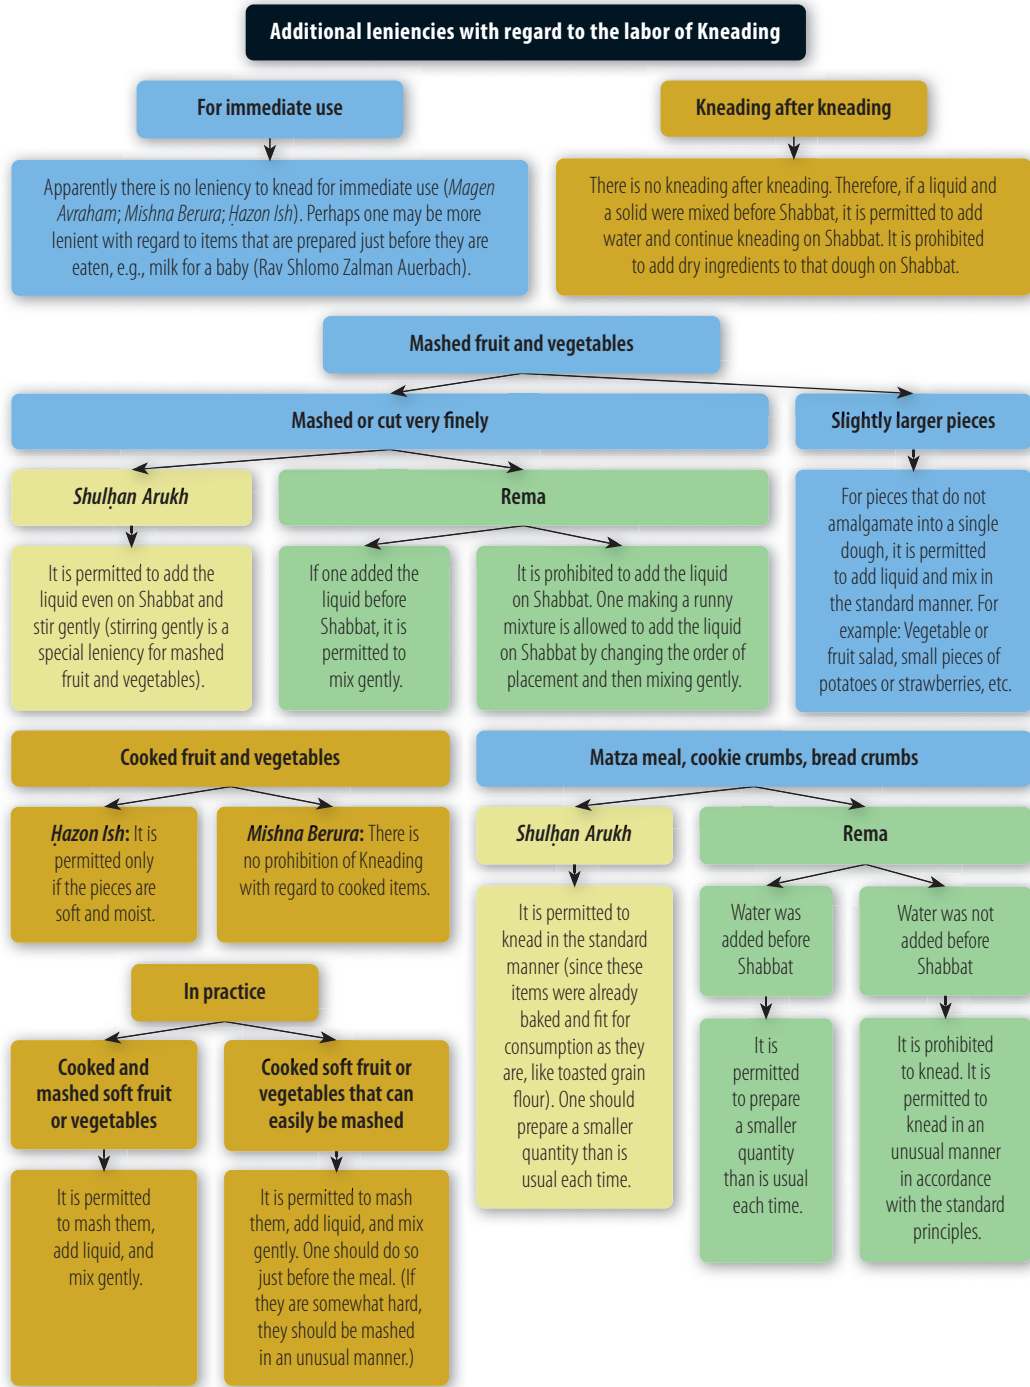 Additional leniencies with regard to the labor of Kneading
For immediate use
Apparently there is no leniency to knead for immediate use (Magen
Avraham; Mishna Berura; Ḥazon Ish). Perhaps one may be more
lenient with regard to items that are prepared just before they are
eaten, e.g., milk for a baby (Rav Shlomo Zalman Auerbach).
Kneading after kneading
There is no kneading after kneading. Therefore, if a liquid and
a solid were mixed before Shabbat, it is permitted to add
water and continue kneading on Shabbat. It is prohibited
to add dry ingredients to that dough on Shabbat.
Mashed fruit and vegetables
Mashed or cut very finely
Shulḥan Arukh
It is permitted to add the
liquid even on Shabbat and
stir gently (stirring gently is a
special leniency for mashed
fruit and vegetables).
Rema
If one added the
liquid before
Shabbat, it is
permitted to
mix gently.
It is prohibited to add the liquid
on Shabbat. One making a runny
mixture is allowed to add the liquid
on Shabbat by changing the order of
placement and then mixing gently.
Slightly larger pieces
For pieces that do not
amalgamate into a single
dough, it is permitted
to add liquid and mix in
the standard manner. For
example: Vegetable or
fruit salad, small pieces of
potatoes or strawberries, etc.
Cooked fruit and vegetables
Ḥazon Ish: It is
permitted only
if the pieces are
soft and moist.
Mishna Berura: There is
no prohibition of Kneading
with regard to cooked items.
In practice
Cooked and
mashed soft fruit
or vegetables
It is permitted
to mash them,
add liquid, and
mix gently.
Cooked soft fruit or
vegetables that can
easily be mashed
It is permitted to mash
them, add liquid, and mix
gently. One should do so
just before the meal. (If
they are somewhat hard,
they should be mashed
in an unusual manner.)
Matza meal, cookie crumbs, bread crumbs
Shulḥan Arukh
It is permitted to
knead in the standard
manner (since these
items were already
baked and fit for
consumption as they
are, like toasted grain
flour). One should
prepare a smaller
quantity than is
usual each time.
Rema
Water was
added before
Shabbat
It is
permitted
to prepare
a smaller
quantity
than is usual
each time.
Water was not
added before
Shabbat
It is prohibited
to knead. It is
permitted to
knead in an
unusual manner
in accordance
with the standard
principles.